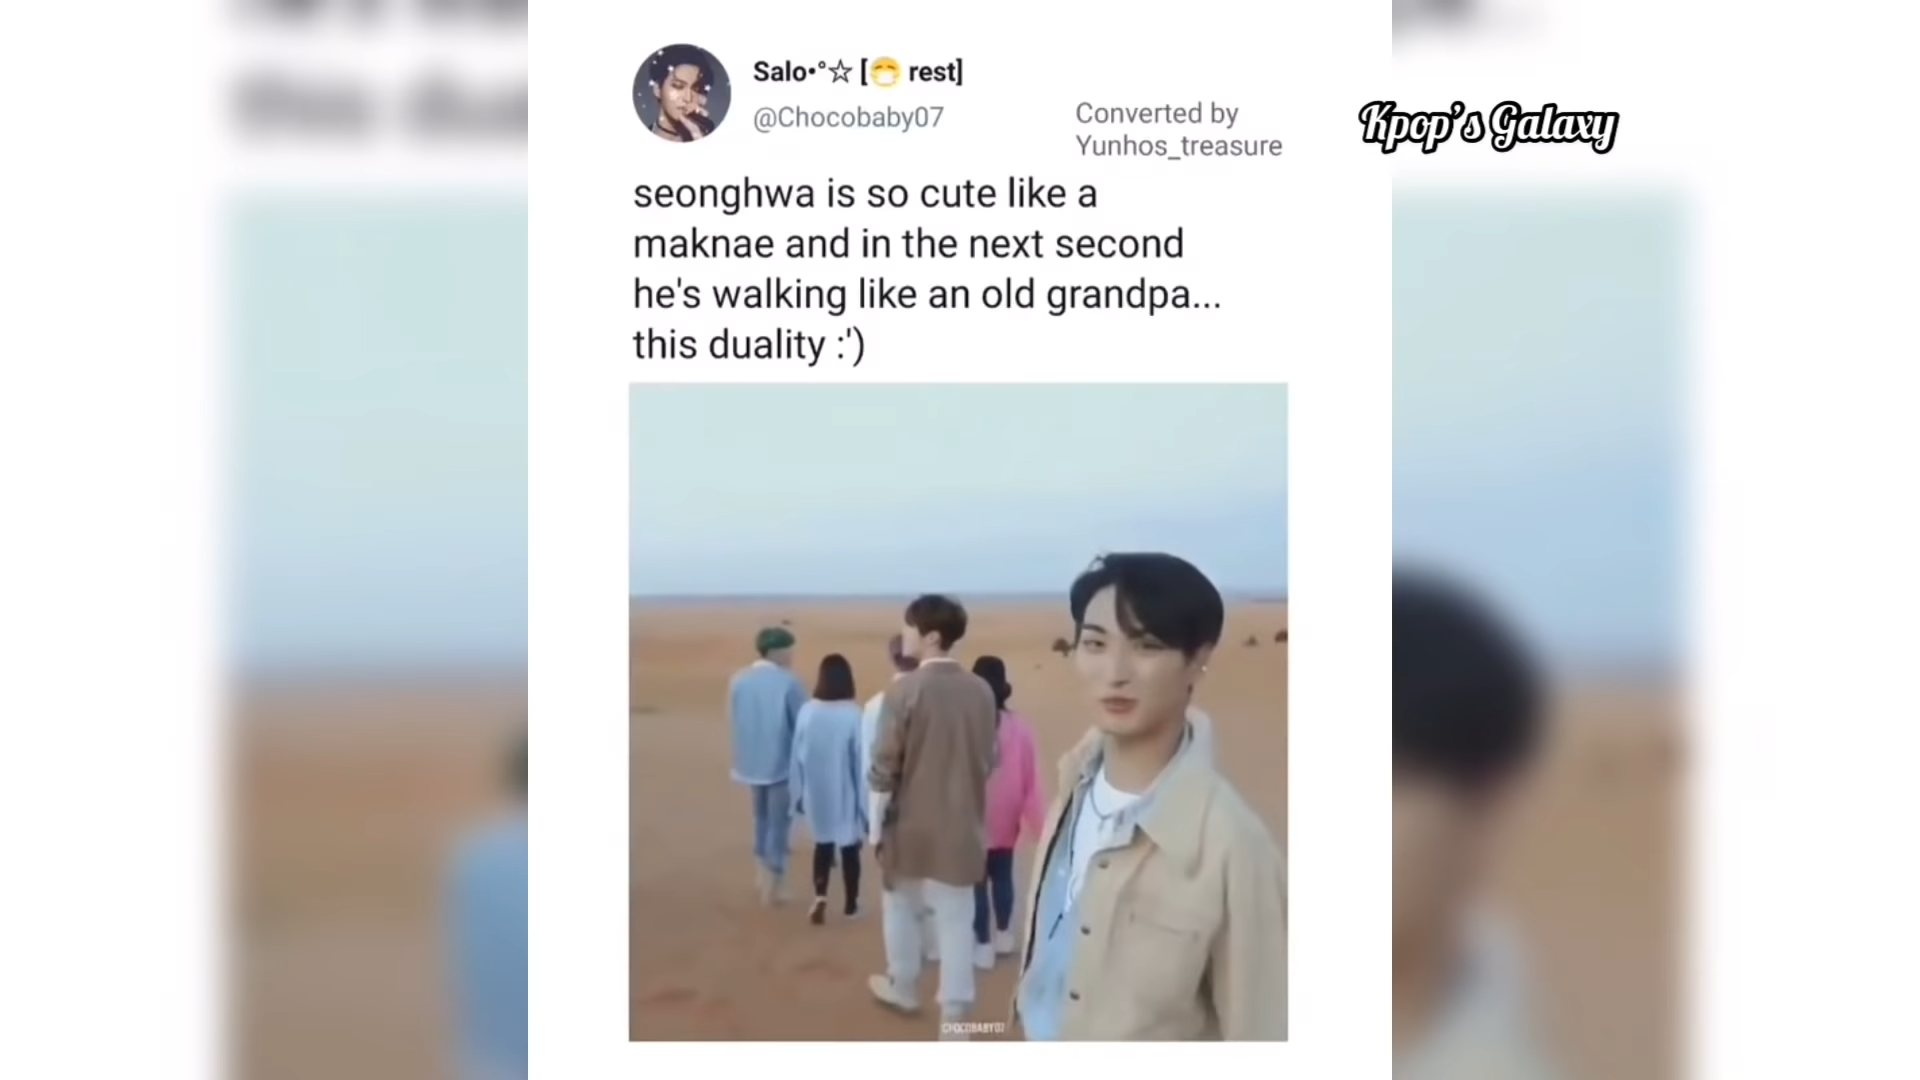 Salo•°☆ [😷 rest]
@Chocobaby07
Converted by
Yunhos_treasure
Kpop's Galaxy
seonghwa is so cute like a
maknae and in the next second
he's walking like an old grandpa...
this duality :')
CHOCOBABY07